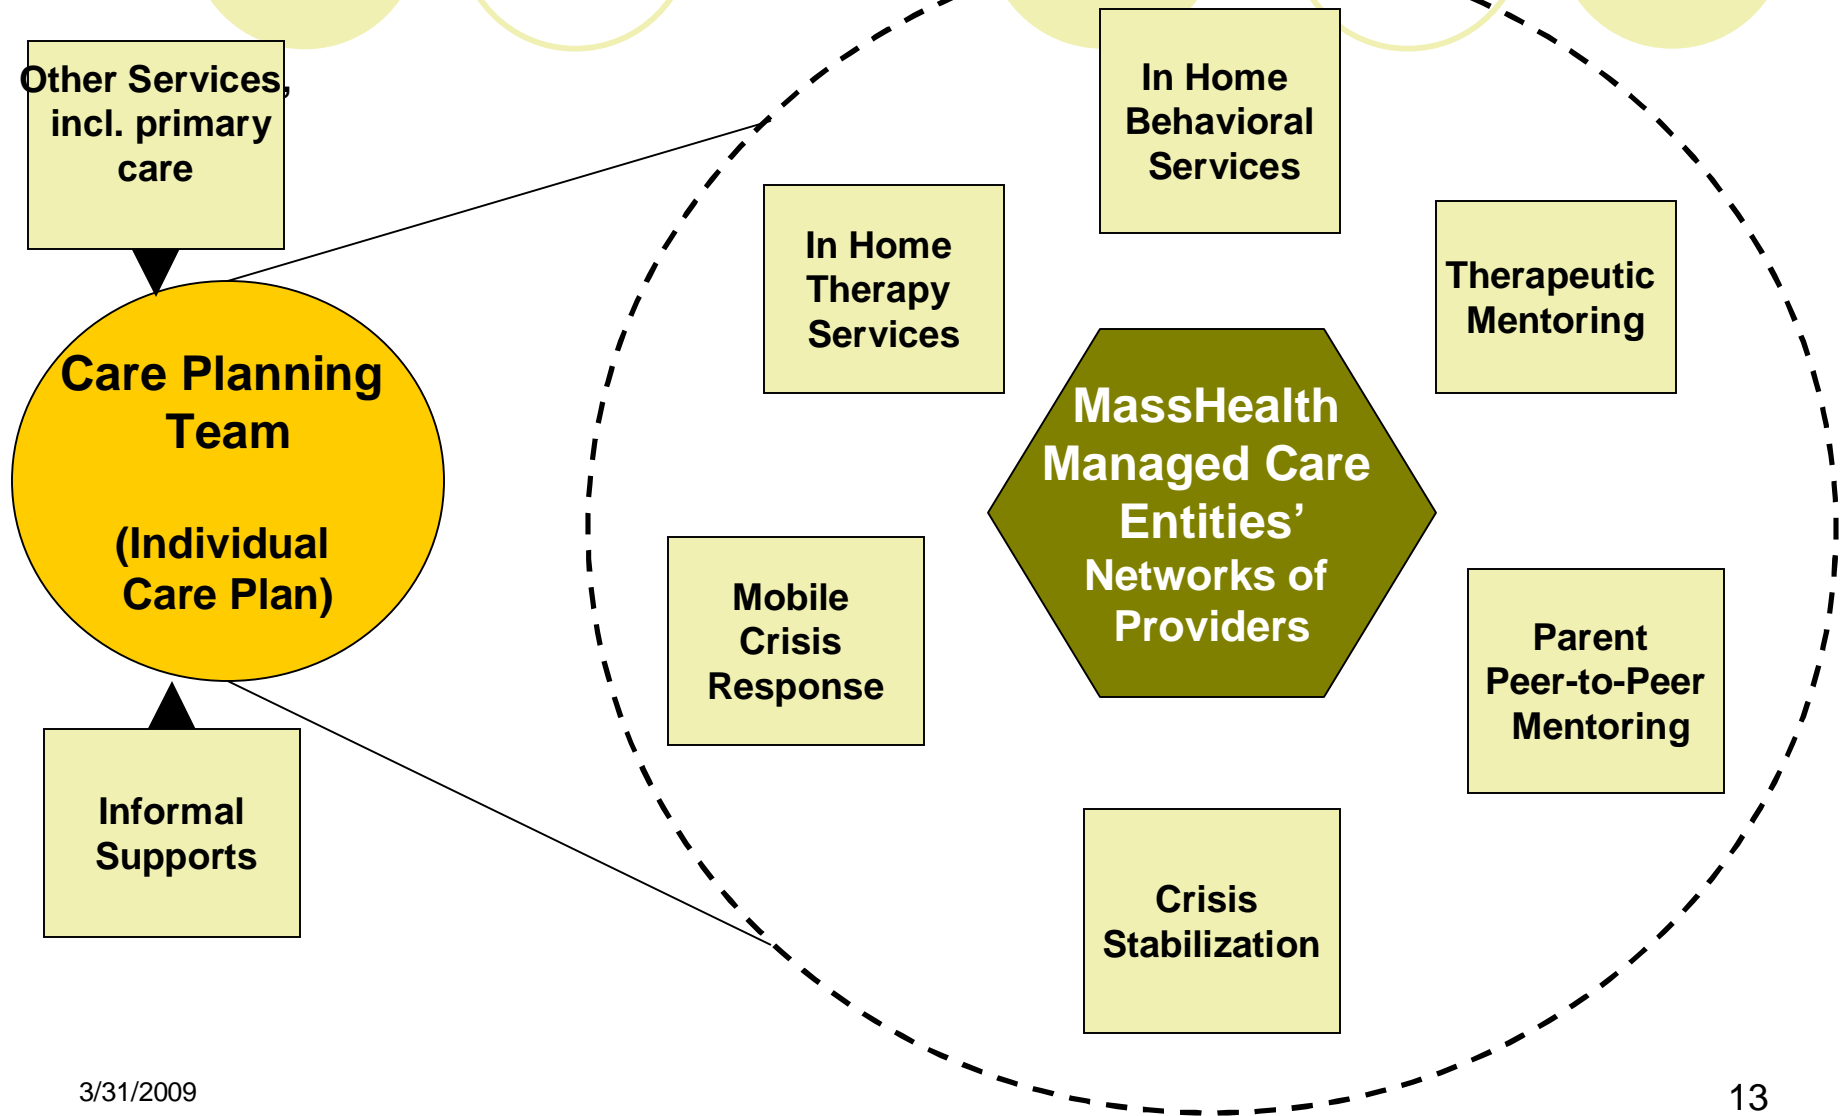 Other Services,
incl. primary
care
Care Planning
Team
(Individual
Care Plan)
Informal
Supports
In Home
Behavioral
Services
In Home
Therapy
Services
Therapeutic
Mentoring
MassHealth
Managed Care
Entities’
Networks of
Providers
Mobile
Crisis
Response
Parent
Peer-to-Peer
Mentoring
Crisis
Stabilization
3/31/2009
13